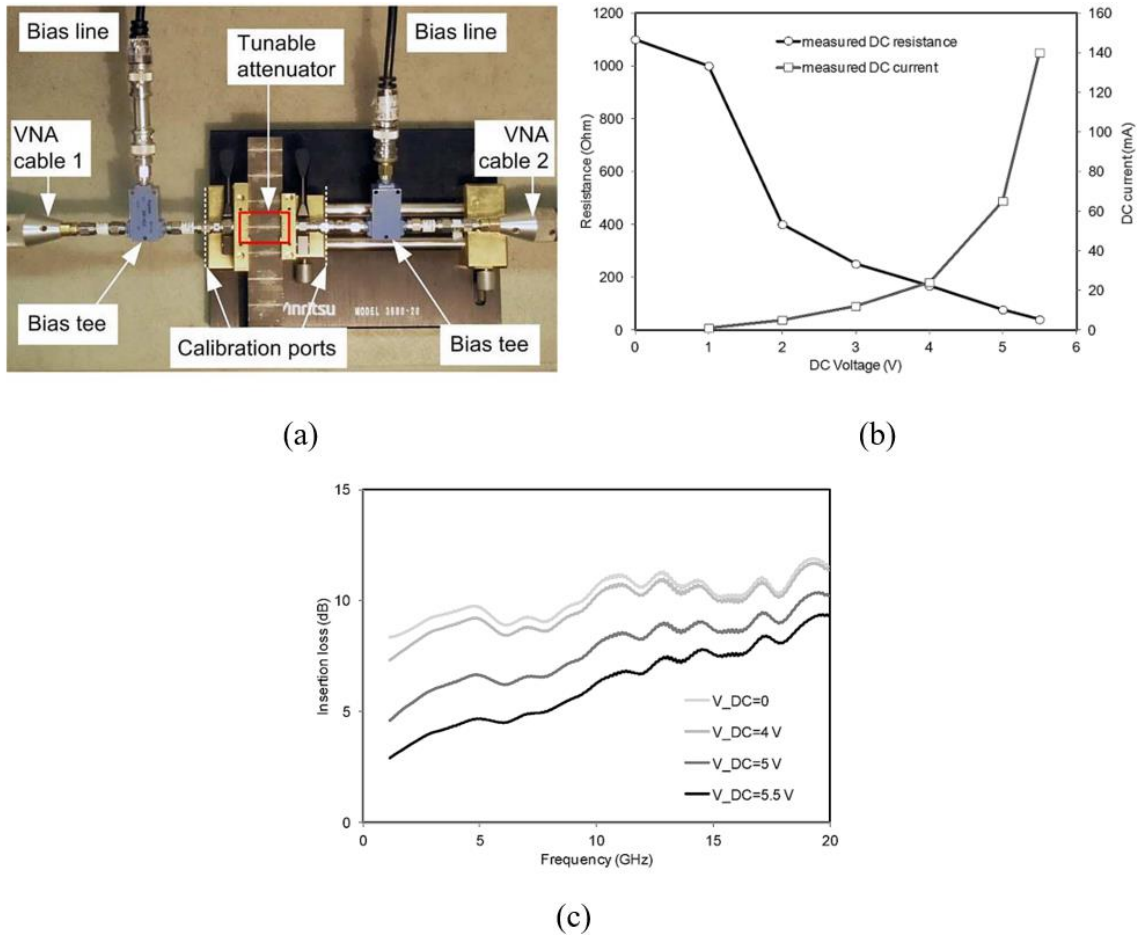 Bias line
Tunable
attenuator
Bias line
VNA
cable 1
VNA
cable 2
Bias tee
Calibration ports
Bias tee
Anritsu MODEL 3680-20
(a)
measured DC resistance
measured DC current
1200
1000
800
600
400
200
0
Resistance (Ohm)
160
140
120
100
80
60
40
20
0
DC current (mA)
0 1 2 3 4 5 6
DC Voltage (V)
(b)
15
10
5
0
Insertion loss (dB)
V_DC=0
V_DC=4 V
V_DC=5 V
V_DC=5.5 V
0 5 10 15 20
Frequency (GHz)
(c)